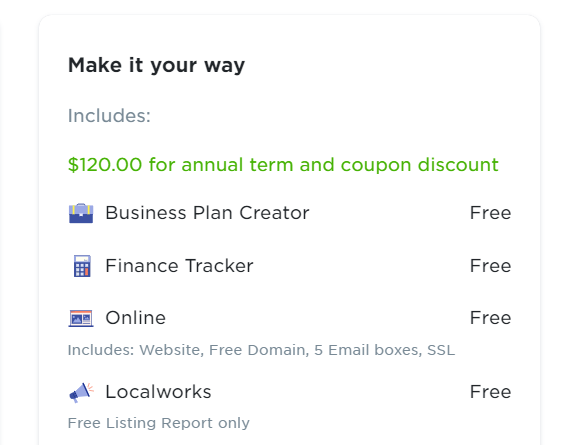 Make it your way
Includes:
$120.00 for annual term and coupon discount
Business Plan Creator Free
Finance Tracker Free
Online Free
Includes: Website, Free Domain, 5 Email boxes, SSL
Localworks Free
Free Listing Report only